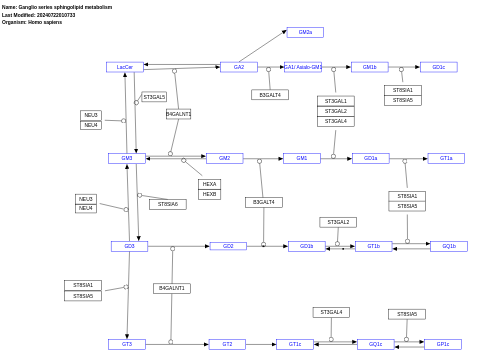 Name: Ganglio series sphingolipid metabolism
Last Modified: 20240722010733
Organism: Homo sapiens
GM2a
LacCer
GA2
GA1/ Asialo-GM1
GM1b
GD1c
ST3GAL5
B3GALT4
ST8SIA1
ST8SIA5
NEU3
NEU4
B4GALNT1
ST3GAL1
ST3GAL2
ST3GAL4
GM3
GM2
GM1
GD1a
GT1a
HEXA
HEXB
NEU3
NEU4
ST8SIA6
B3GALT4
ST8SIA1
ST8SIA5
ST3GAL2
GD3
GD2
GD1b
GT1b
GQ1b
ST8SIA1
ST8SIA5
B4GALNT1
ST3GAL4
ST8SIA5
GT3
GT2
GT1c
GQ1c
GP1c